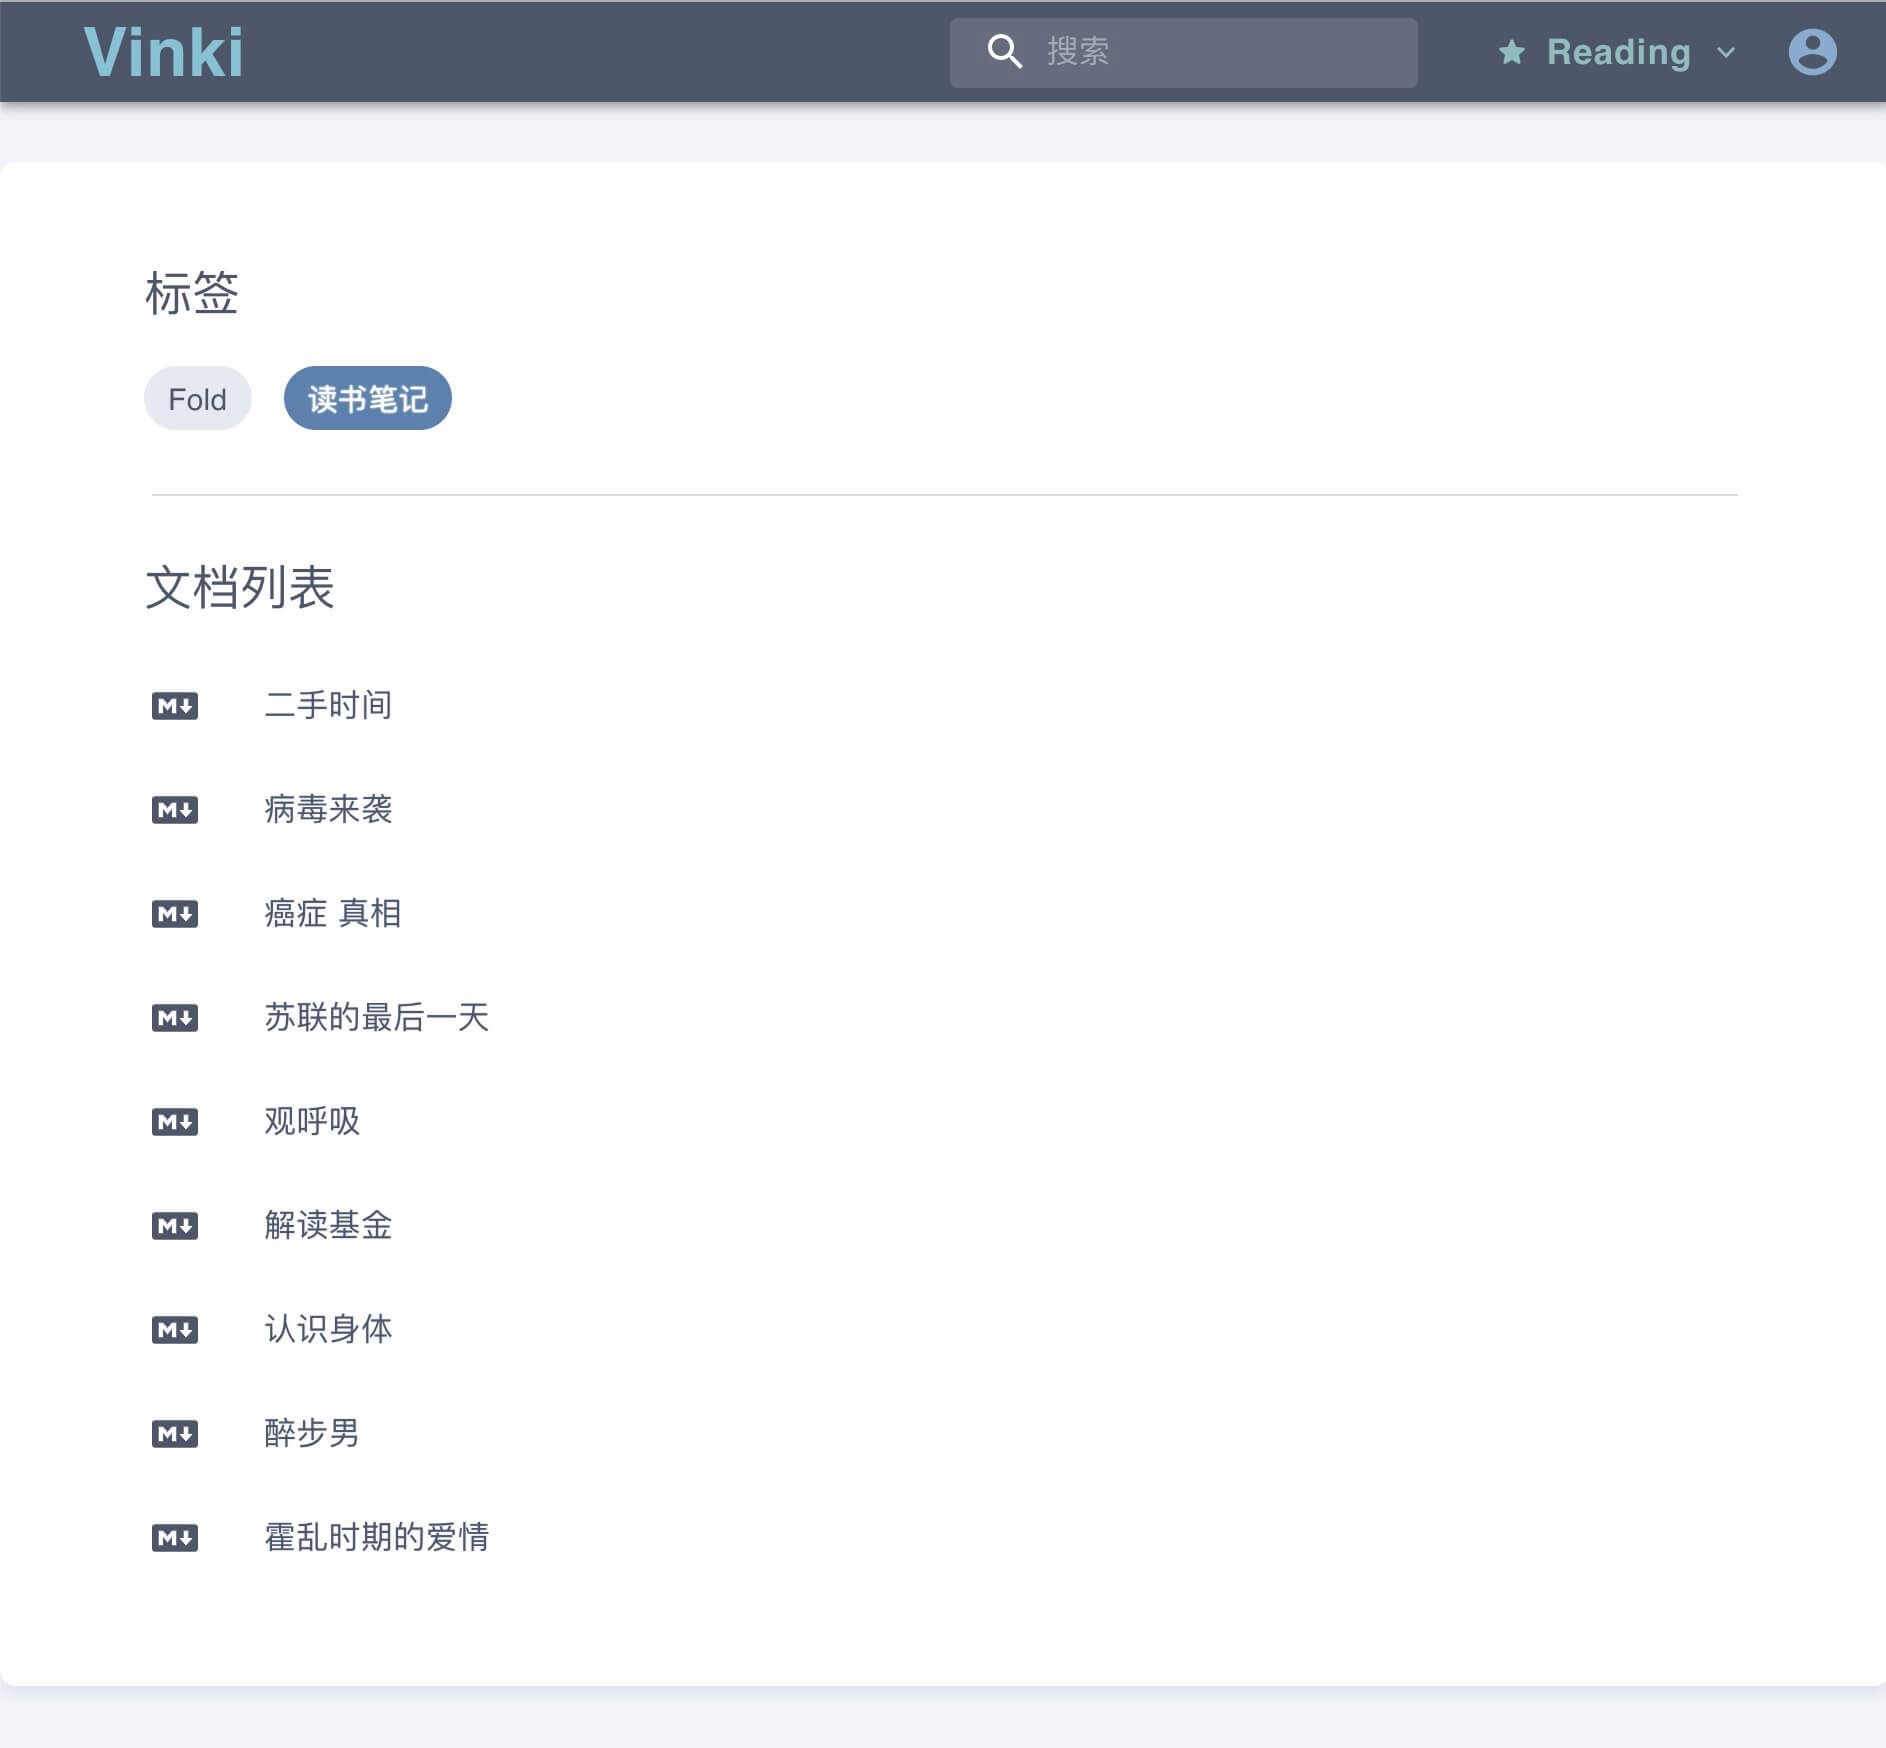 Vinki 搜索 Reading
标签
Fold 读书笔记
文档列表
M 二手时间
M 病毒来袭
M 癌症 真相
M 苏联的最后一天
M 观呼吸
M 解读基金
M 认识身体
M 醉步男
M 霍乱时期的爱情